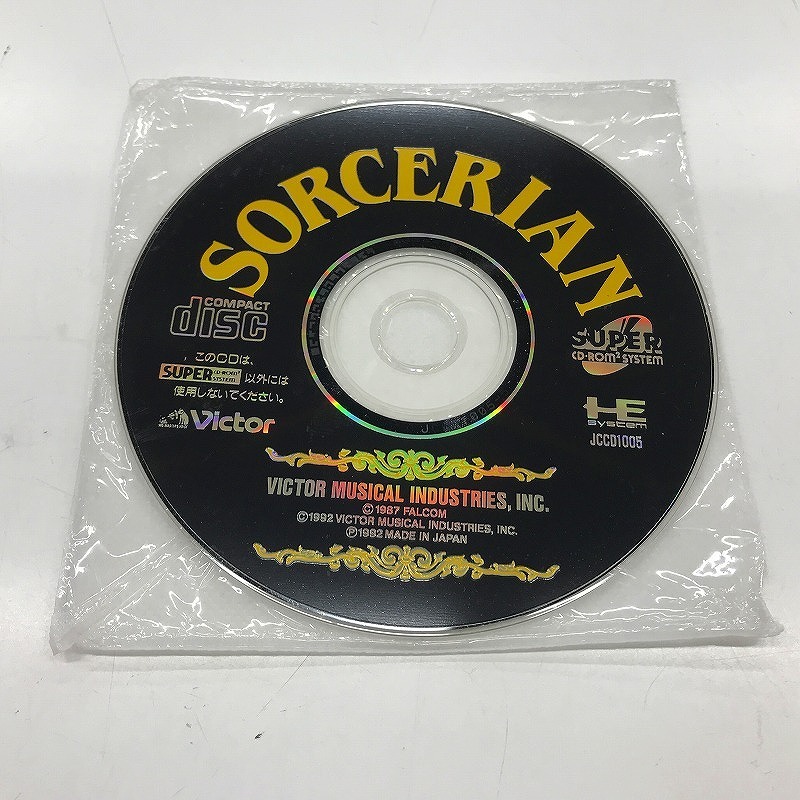 SORCERIAN
COMPACT
disc
このCDは、
SUPER CD-ROM² SYSTEM 以外には
使用しないでください。
Victor
SUPER
CD-ROM² SYSTEM
HE
System
JCCD1005
VICTOR MUSICAL INDUSTRIES, INC.
©1987 FALCOM
©1992 VICTOR MUSICAL INDUSTRIES, INC.
Ⓟ1992 MADE IN JAPAN